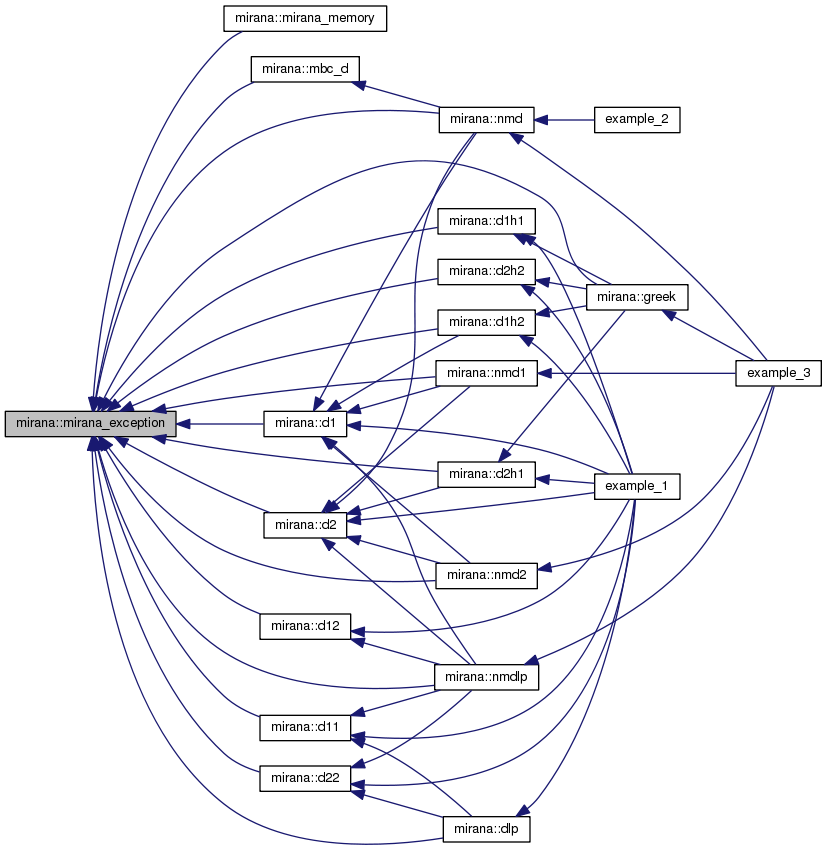 mirana::mirana_memory
mirana::mbc_d
mirana::nmd
example_2
mirana::d1h1
mirana::d2h2
mirana::greek
mirana::d1h2
mirana::nmd1
example_3
mirana::mirana_exception
mirana::d1
mirana::d2h1
example_1
mirana::d2
mirana::nmd2
mirana::d12
mirana::nmdlp
mirana::d11
mirana::d22
mirana::dlp